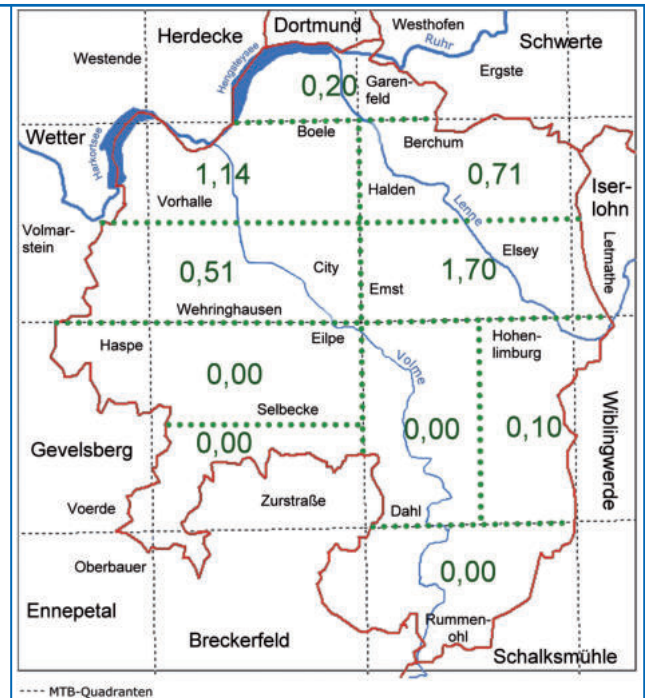 Herdecke
Dortmund
Westhofen
Schwerte
Ruhr
Westende
Hengsteysee
Garen-
feld
Ergste
0,20
Wetter
Harkortsee
Boele
Berchum
1,14
0,71
Vorhalle
Halden
Iser-
lohn
Lenne
Volmar-
stein
Letmathe
0,51
City
1,70
Elsey
Emst
Wehringhausen
Haspe
Eilpe
Hohen-
limburg
Volme
0,00
Selbecke
Wiblingwerde
Gevelsberg
0,00
0,00
0,10
Voerde
Zurstraße
Dahl
Oberbauer
0,00
Ennepetal
Rummen-
ohl
Breckerfeld
Schalksmühle
---- MTB-Quadranten